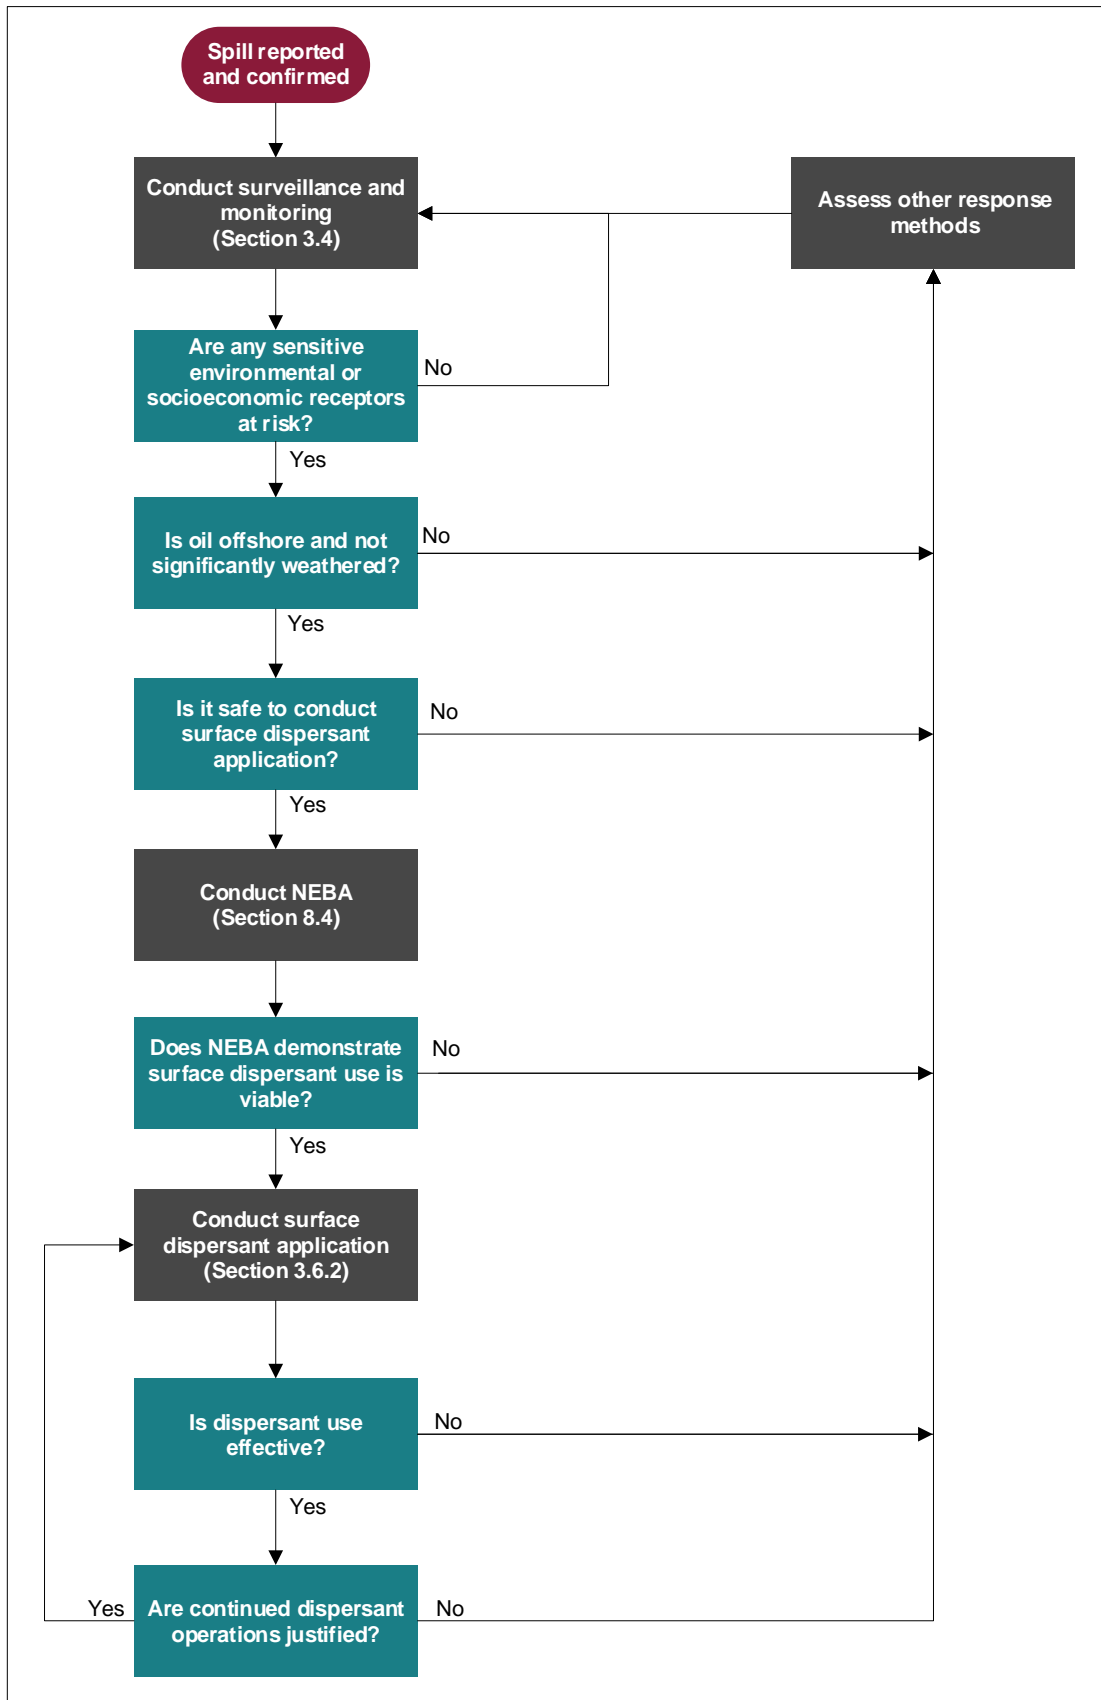 Spill reported
and confirmed
Conduct surveillance and
monitoring
(Section 3.4)
Assess other response
methods
Are any sensitive
environmental or
socioeconomic receptors
at risk?
No
Yes
Is oil offshore and not
significantly weathered?
No
Yes
Is it safe to conduct
surface dispersant
application?
No
Yes
Conduct NEBA
(Section 8.4)
Does NEBA demonstrate
surface dispersant use is
viable?
No
Yes
Conduct surface
dispersant application
(Section 3.6.2)
Is dispersant use
effective?
No
Yes
Yes
Are continued dispersant
operations justified?
No